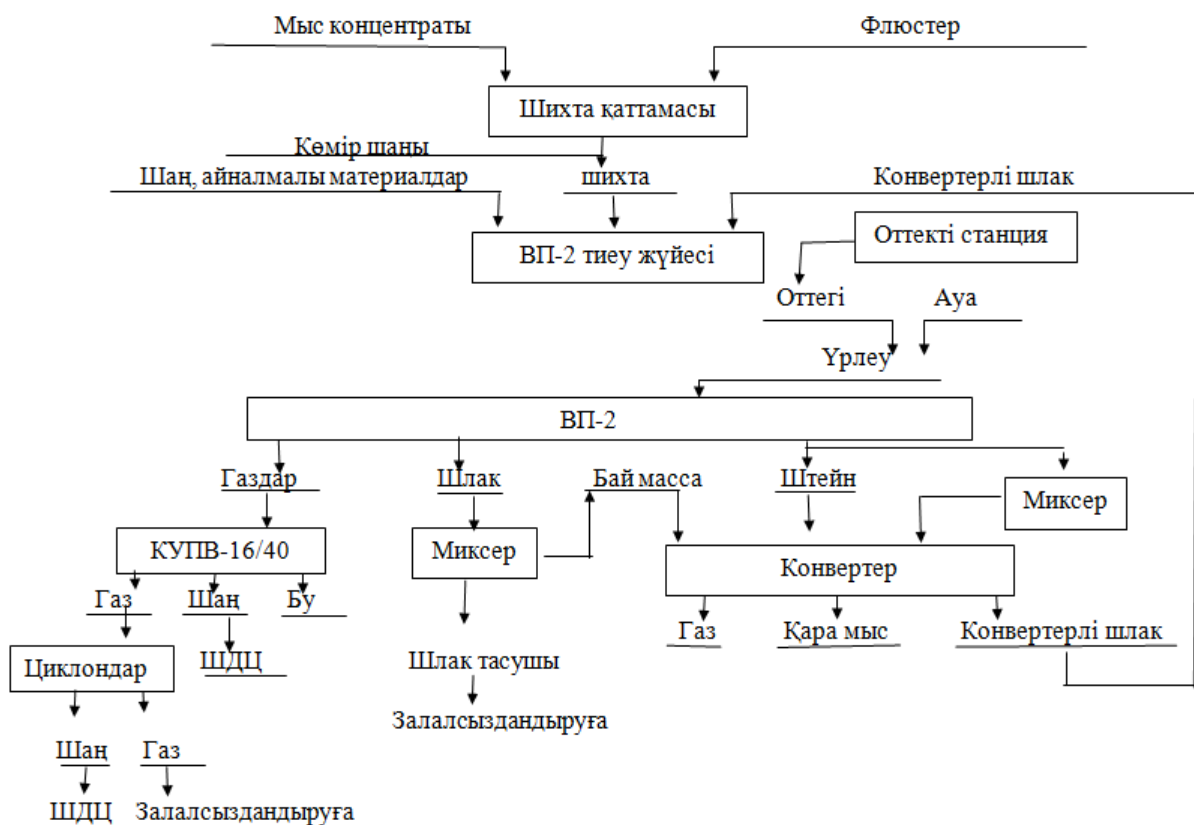 Мыс концентраты
Флюстер
Шихта қаттамасы
Көмір шаңы
Шаң, айналмалы материалдар
шихта
Конвертерлі шлак
ВП-2 тиеу жүйесі
Оттекті станция
Оттегі
Ауа
Үрлеу
ВП-2
Газдар
Шлак
Бай масса
Штейн
Миксер
КУПВ-16/40
Миксер
Конвертер
Газ
Шаң
Бу
Газ
Қара мыс
Конвертерлі шлак
Циклондар
ШДЦ
Шлак тасушы
Залалсыздандыруға
Шаң
Газ
ШДЦ
Залалсыздандыруға